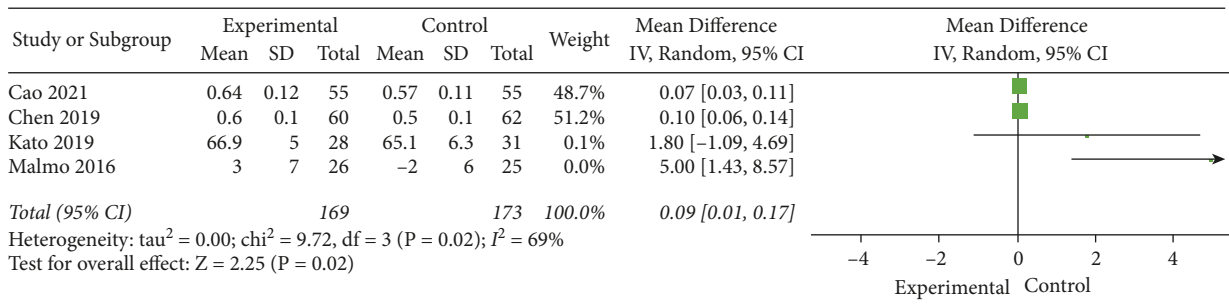 Study or Subgroup Experimental Control Weight Mean Difference Mean Difference
Mean SD Total Mean SD Total IV, Random, 95% CI IV, Random, 95% CI
Cao 2021 0.64 0.12 55 0.57 0.11 55 48.7% 0.07 [0.03, 0.11]
Chen 2019 0.6 0.1 60 0.5 0.1 62 51.2% 0.10 [0.06, 0.14]
Kato 2019 66.9 5 28 65.1 6.3 31 0.1% 1.80 [–1.09, 4.69]
Malmo 2016 3 7 26 –2 6 25 0.0% 5.00 [1.43, 8.57]
Total (95% CI) 169 173 100.0% 0.09 [0.01, 0.17]
Heterogeneity: tau² = 0.00; chi² = 9.72, df = 3 (P = 0.02); I² = 69%
Test for overall effect: Z = 2.25 (P = 0.02)
–4 –2 0 2 4
Experimental Control